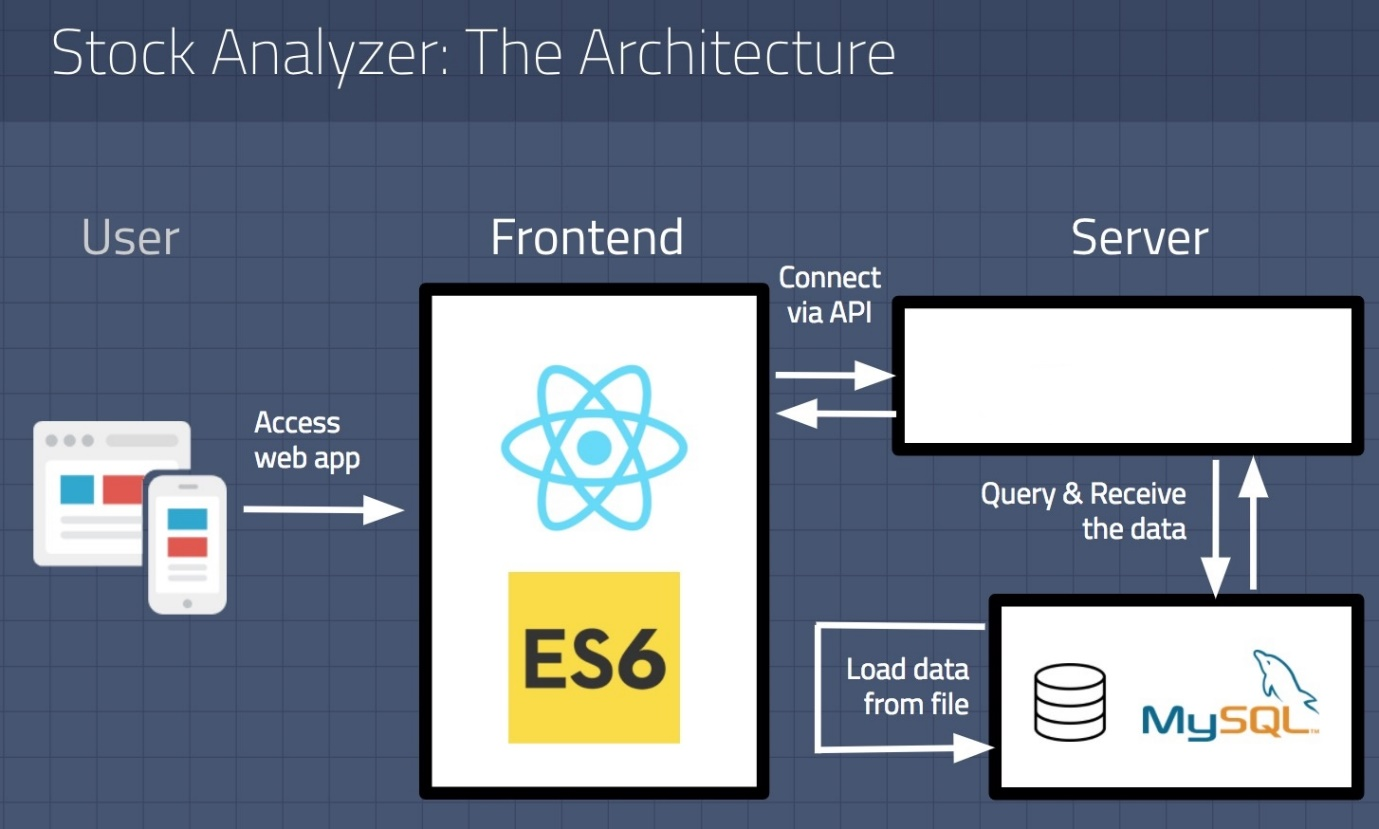 Stock Analyzer: The Architecture
User
Frontend
Server
Connect
via API
Access
web app
Query & Receive
the data
ES6
Load data
from file
MySQL™